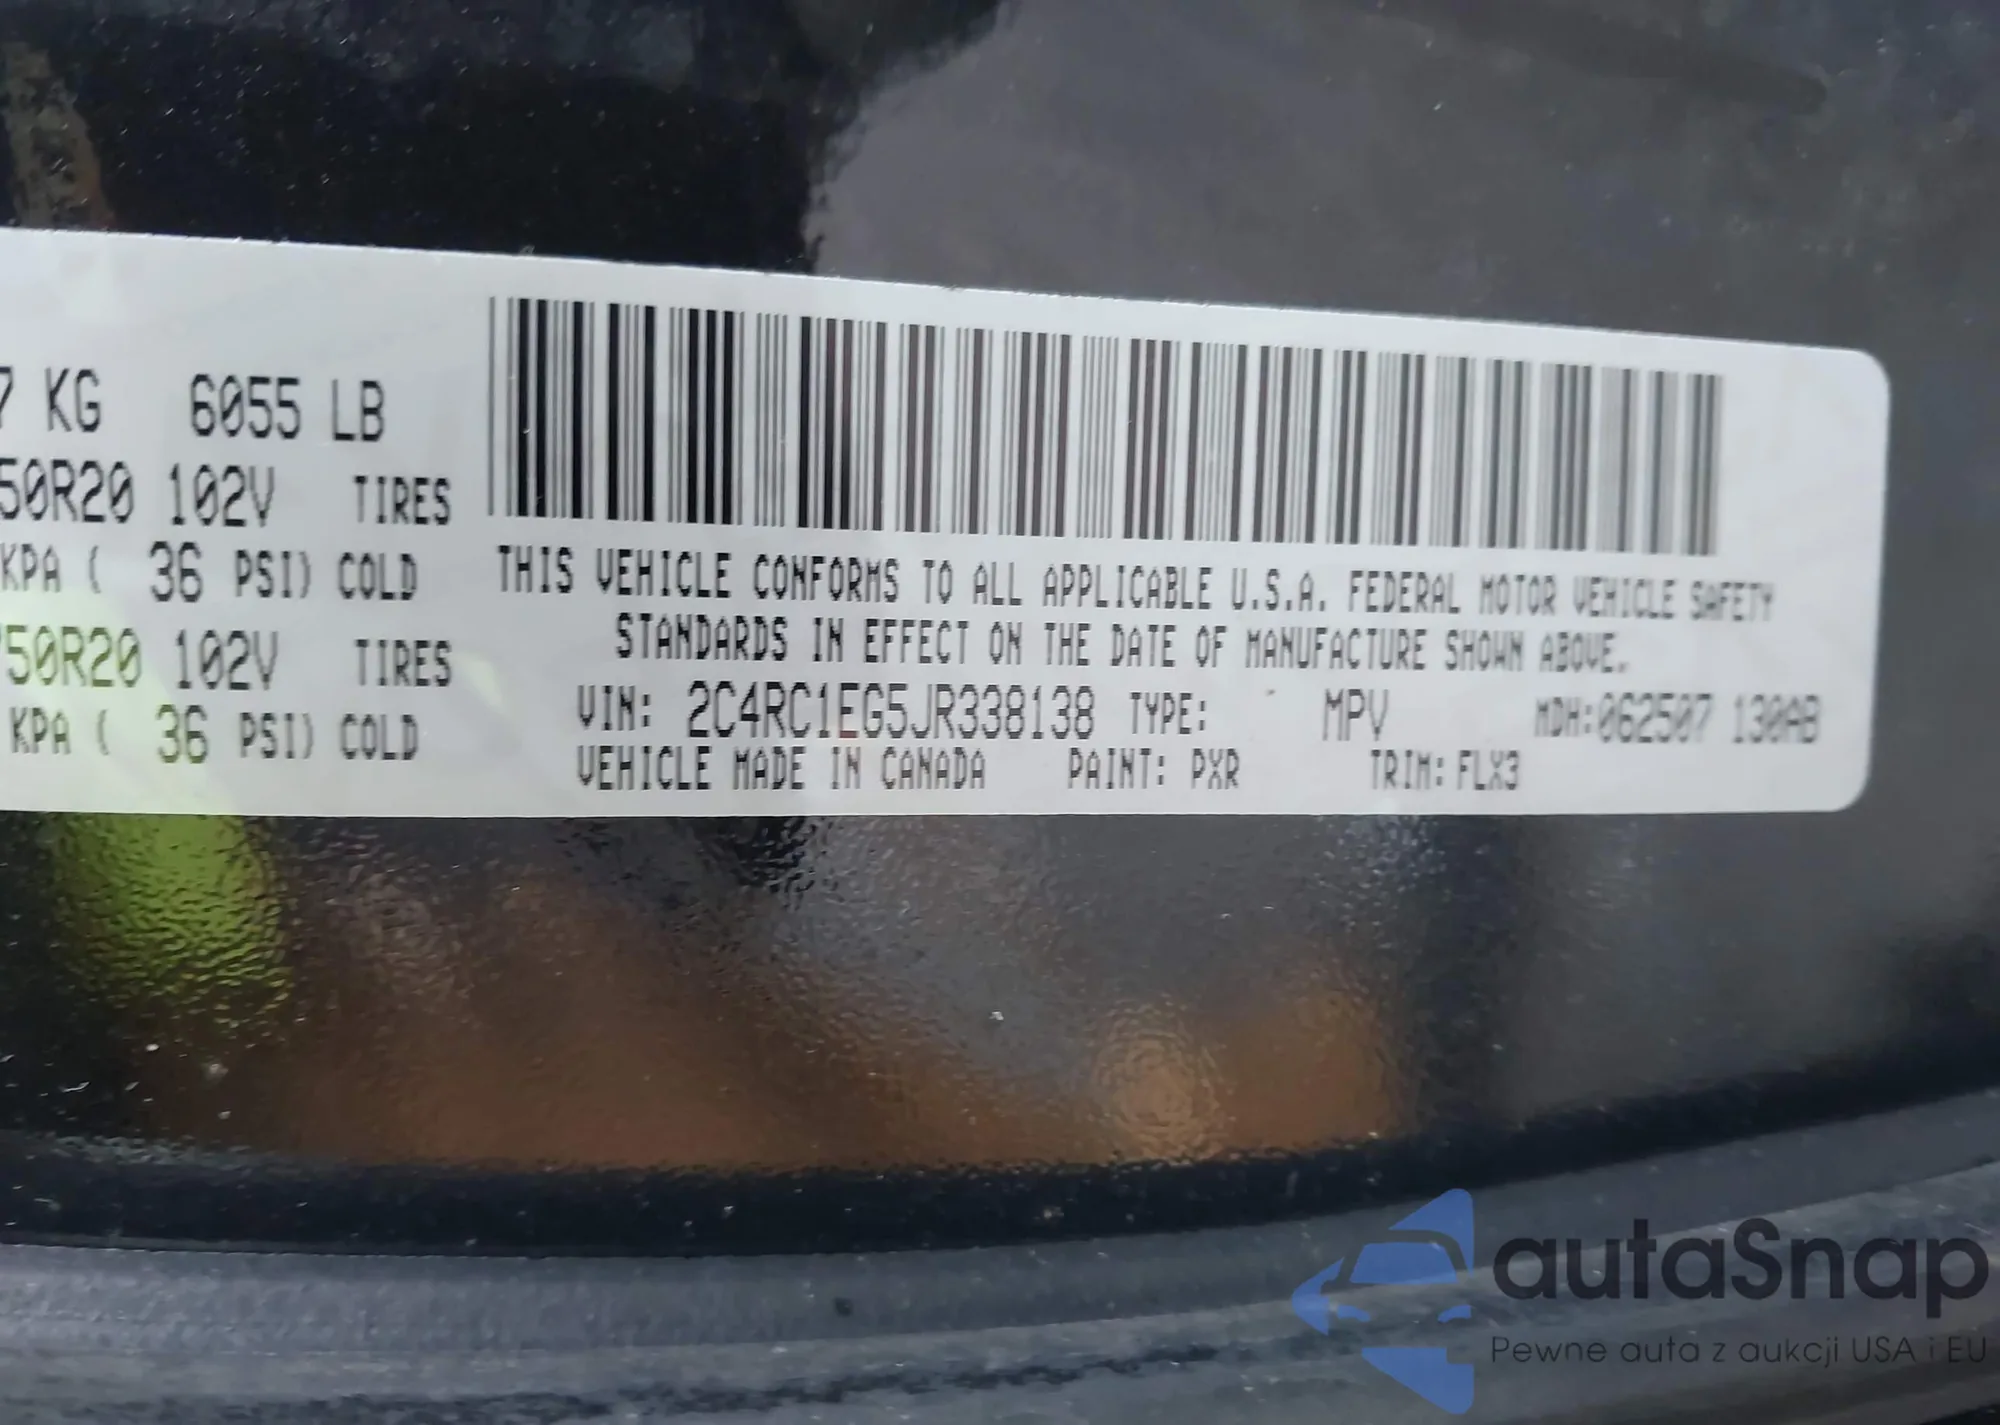 7 KG 6055 LB
50R20 102V TIRES
KPA ( 36 PSI) COLD
50R20 102V TIRES
KPA ( 36 PSI) COLD
THIS VEHICLE CONFORMS TO ALL APPLICABLE U.S.A. FEDERAL MOTOR VEHICLE SAFETY
STANDARDS IN EFFECT ON THE DATE OF MANUFACTURE SHOWN ABOVE.
VIN: 2C4RC1EG5JR338138 TYPE: MPV MDH:062507 130AB
VEHICLE MADE IN CANADA PAINT: PXR TRIM: FLX3
autaSnap
Pewne auta z aukcji USA i EU